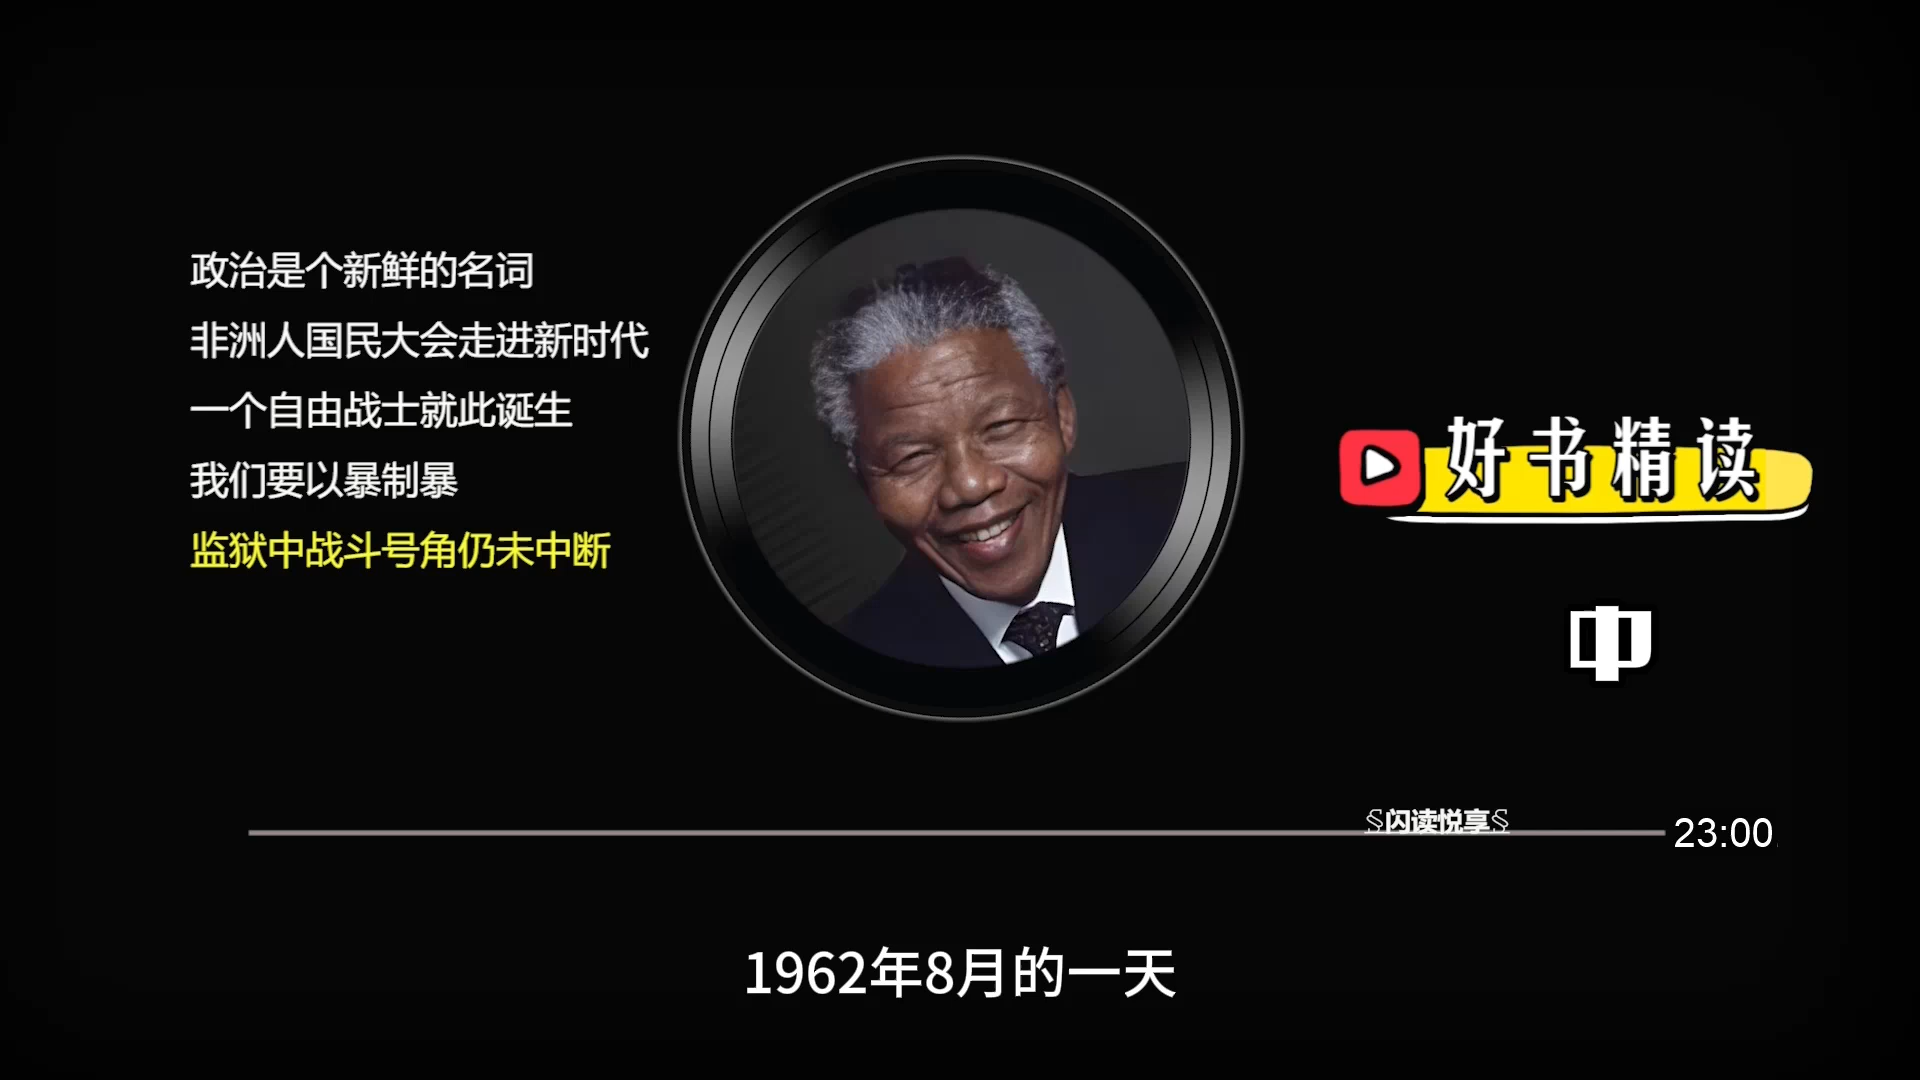 政治是个新鲜的名词
非洲人国民大会走进新时代
一个自由战士就此诞生
我们要以暴制暴
监狱中战斗号角仍未中断
好书精读
中
§闪读悦享§
23:00
1962年8月的一天